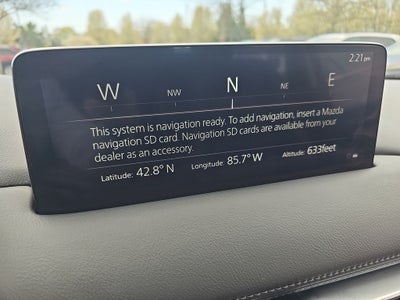 2:21 pm
W NW N NE E
This system is navigation ready. To add navigation, insert a Mazda
navigation SD card. Navigation SD cards are available from your
dealer as an accessory.
Latitude: 42.8° N Longitude: 85.7° W Altitude: 633feet